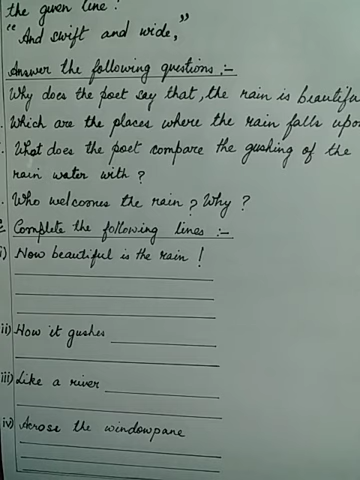 the given line!
"And swift and wide,"
Answer the following questions :-
Why does the poet say that, the rain is beautiful
Which are the places where the rain falls upon
What does the poet compare the gushing of the
rain water with?
Who welcomes the rain? Why?
Complete the following lines :-
i) Now beautiful is the rain!
ii) How it gushes
iii) Like a river
iv) Across the windowpane